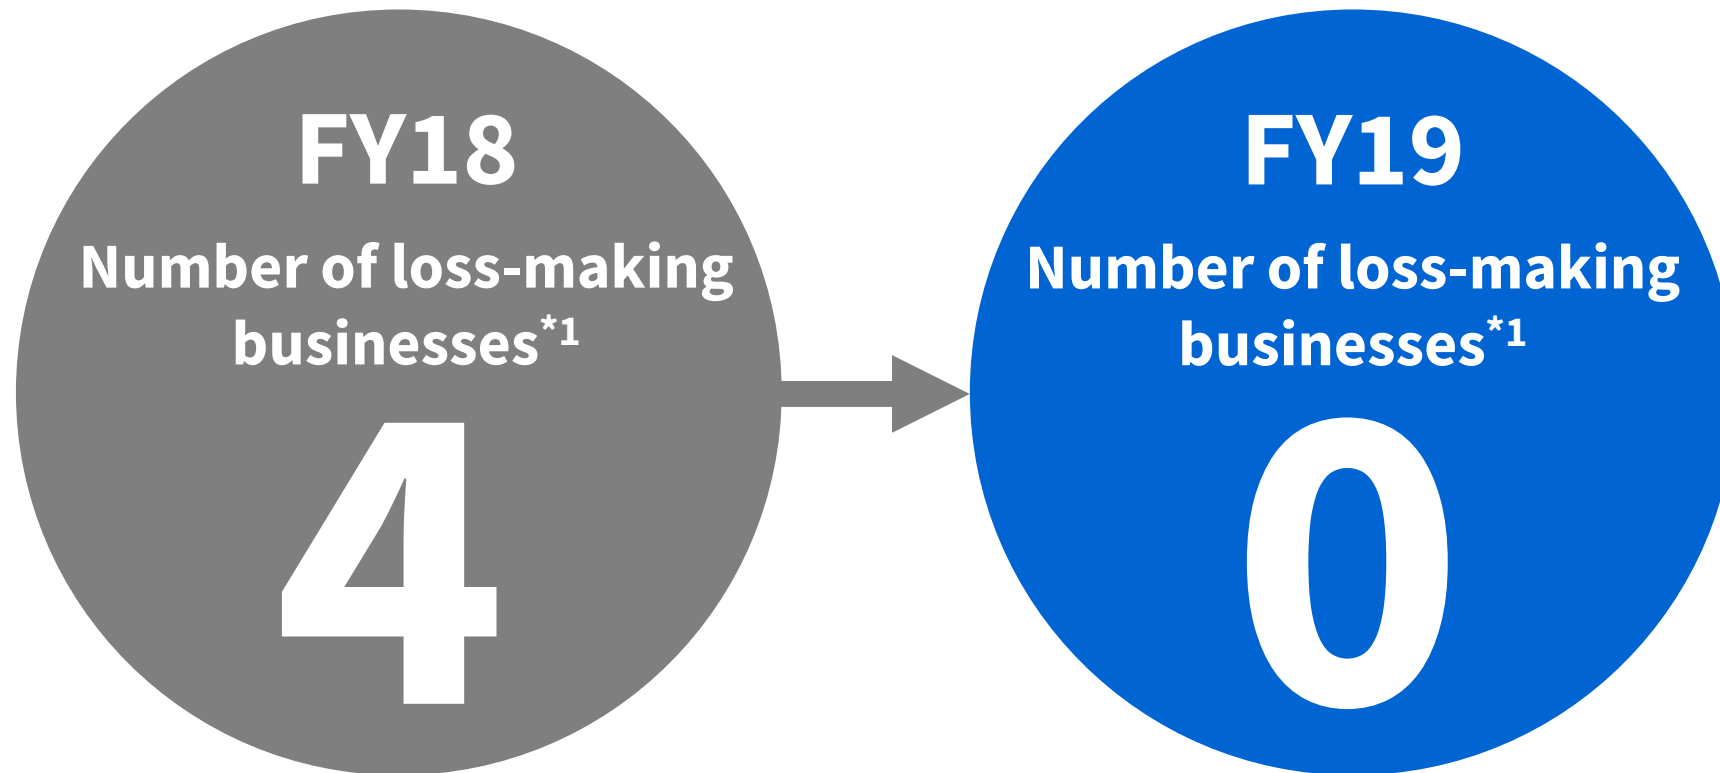 FY18
Number of loss-making
businesses*1
4
FY19
Number of loss-making
businesses*1
0